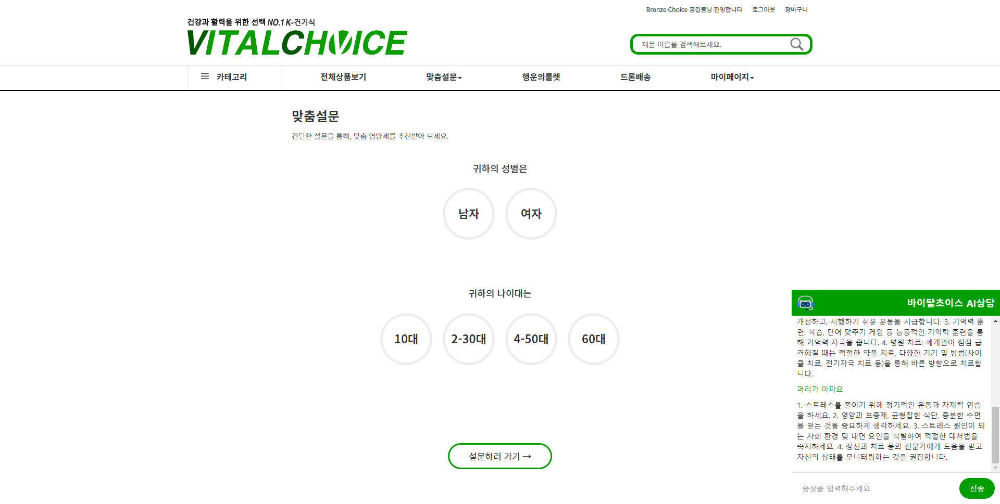 Bronze Choice 홍길동님 환영합니다 로그아웃 장바구니
건강과 활력을 위한 선택 NO.1 K-건기식
VITALCHOICE
제품 이름을 검색해보세요.
카테고리 전체상품보기 맞춤설문 행운의룰렛 드론배송 마이페이지
맞춤설문
간단한 설문을 통해, 맞춤 영양제를 추천받아 보세요.
귀하의 성별은
남자 여자
귀하의 나이대는
10대 2-30대 4-50대 60대
설문하러 가기 →
바이탈초이스 AI상담
개선하고, 시행하기 쉬운 운동을 시급합니다. 3. 기억력 훈
련: 복습, 단어 맞추기 게임 등 능동적인 기억력 훈련을 통
해 기억력 자극을 줍니다. 4. 병원 치료: 세계관이 점점 급
격해질 때는 적절한 약물 치료, 다양한 기기 및 방법(사이
클 치료, 전기자극 치료 등)을 통해 바른 방향으로 치료합
니다.
머리가 아파요
1. 스트레스를 줄이기 위해 정기적인 운동과 자제력 연습
을 하세요. 2. 영양과 보충제, 균형잡힌 식단, 충분한 수면
을 얻는 것을 중요하게 생각하세요. 3. 스트레스 원인이 되
는 사회 환경 및 내면 요인을 식별하여 적절한 대처법을
숙지하세요. 4. 정신과 치료 등의 전문가에게 도움을 받고
자신의 상태를 모니터링하는 것을 권장합니다.
증상을 입력해주세요
전송